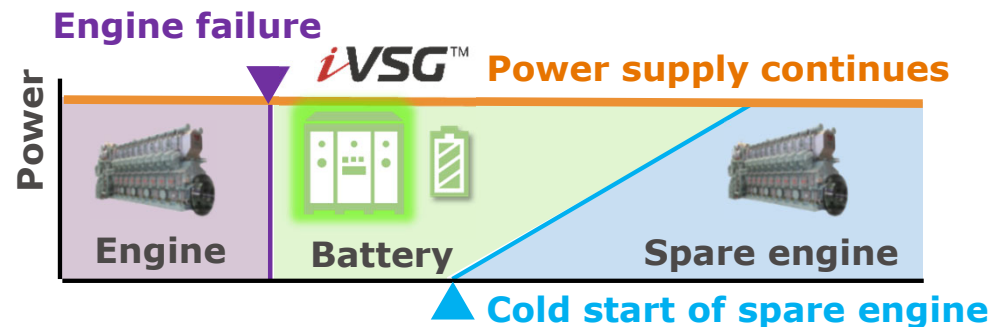 Engine failure
iVSG™
Power supply continues
Power
Engine
Battery
Spare engine
Cold start of spare engine